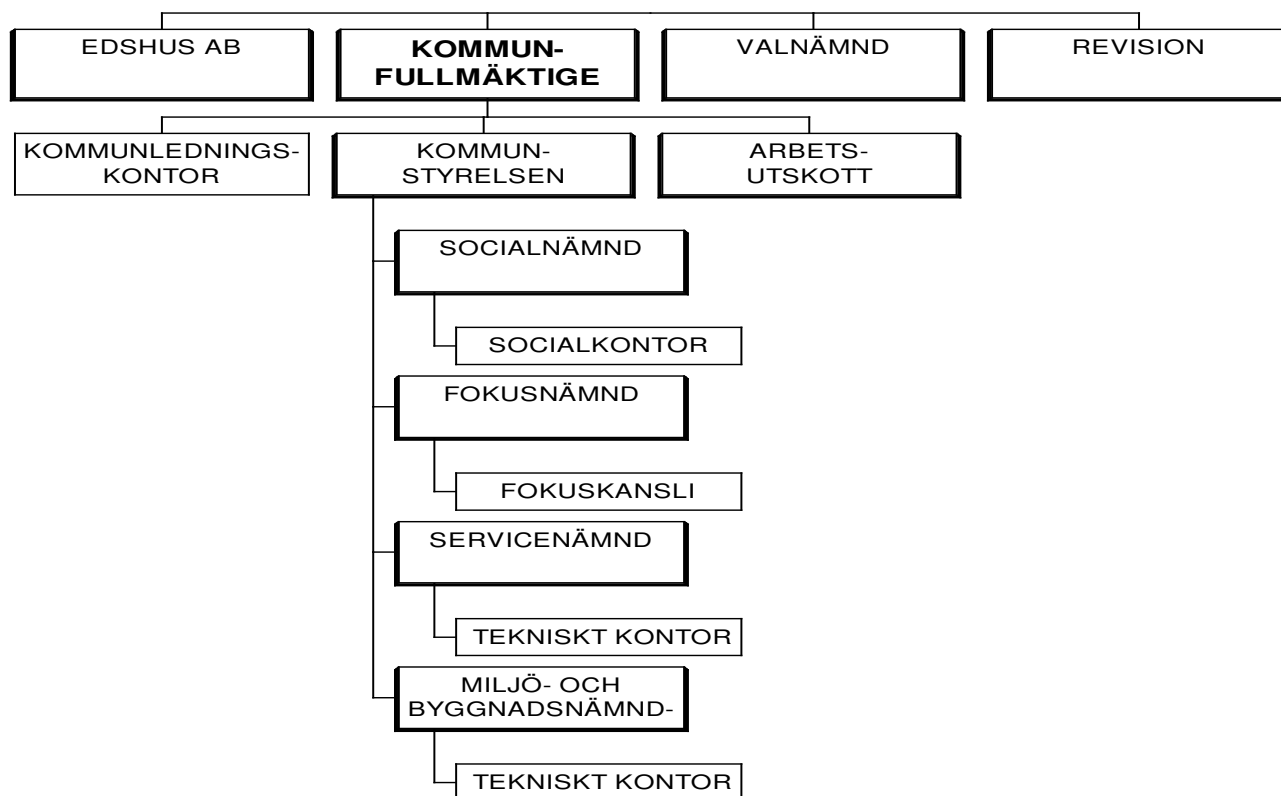 EDSHUS AB
KOMMUN-
FULLMÄKTIGE
VALNÄMND
REVISION
KOMMUNLEDNINGS-
KONTOR
KOMMUN-
STYRELSEN
ARBETS-
UTSKOTT
SOCIALNÄMND
SOCIALKONTOR
FOKUSNÄMND
FOKUSKANSLI
SERVICENÄMND
TEKNISKT KONTOR
MILJÖ- OCH
BYGGNADSNÄMND-
TEKNISKT KONTOR